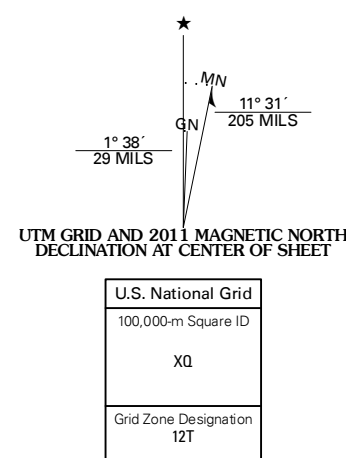 ★
MN
GN
11° 31´
205 MILS
1° 38´
29 MILS
UTM GRID AND 2011 MAGNETIC NORTH
DECLINATION AT CENTER OF SHEET
U.S. National Grid
100,000-m Square ID
XQ
Grid Zone Designation
12T